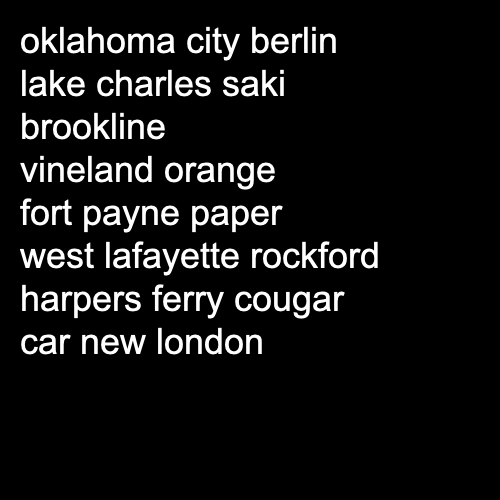 oklahoma city berlin
lake charles saki
brookline
vineland orange
fort payne paper
west lafayette rockford
harpers ferry cougar
car new london